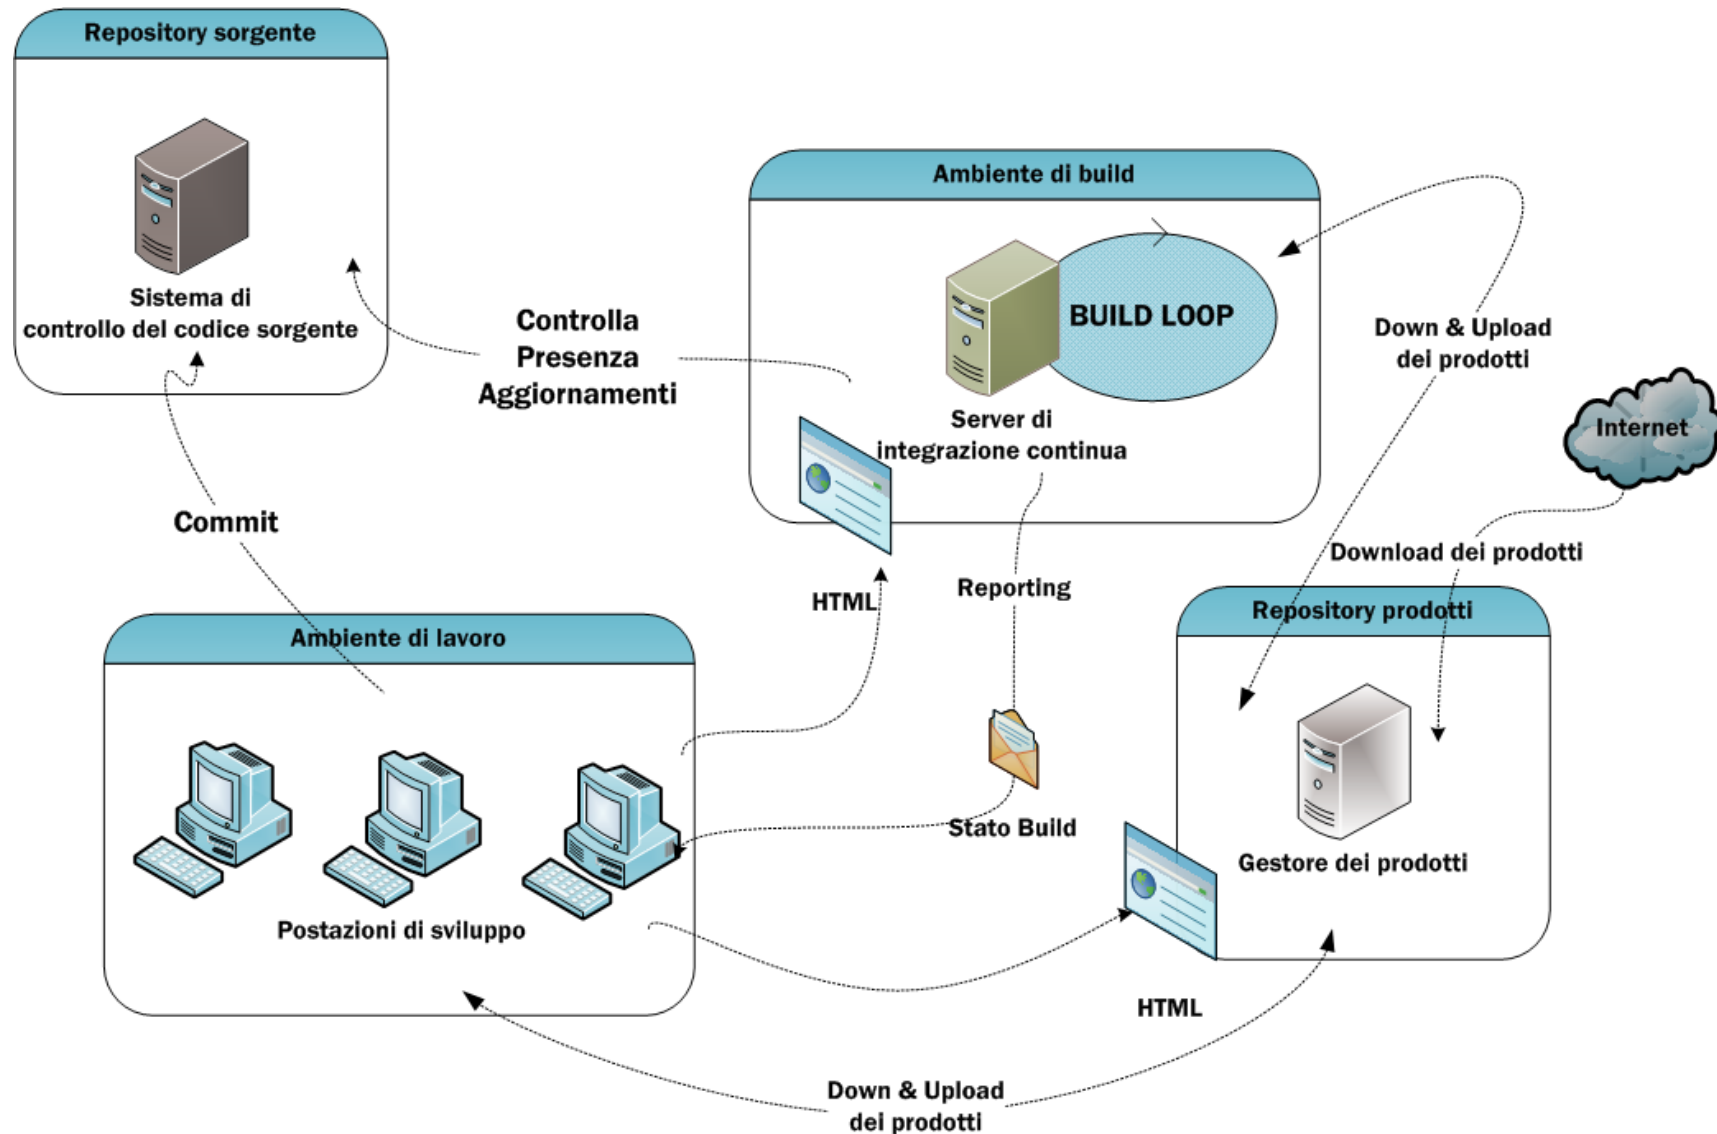 Repository sorgente
Sistema di
controllo del codice sorgente
Ambiente di build
BUILD LOOP
Server di
integrazione continua
Controlla
Presenza
Aggiornamenti
Down & Upload
dei prodotti
Internet
Commit
Download dei prodotti
Reporting
HTML
Repository prodotti
Ambiente di lavoro
Stato Build
Gestore dei prodotti
Postazioni di sviluppo
HTML
Down & Upload
dei prodotti